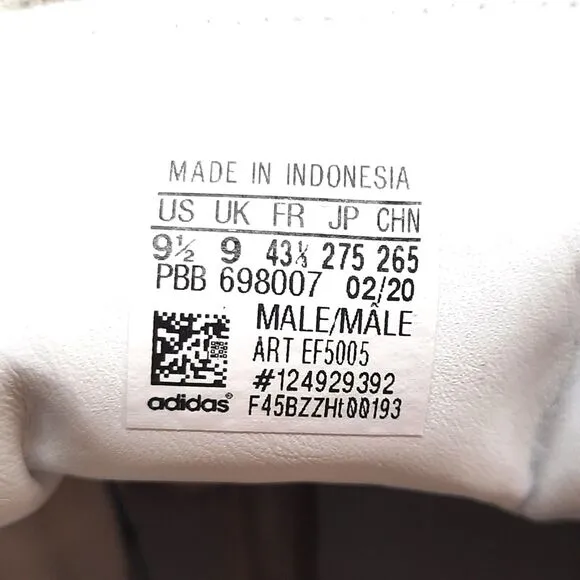 MADE IN INDONESIA
US UK FR JP CHN
9½ 9 43⅓ 275 265
PBB 698007 02/20
MALE/MÂLE
ART EF5005
#124929392
adidas® F45BZZHt00193